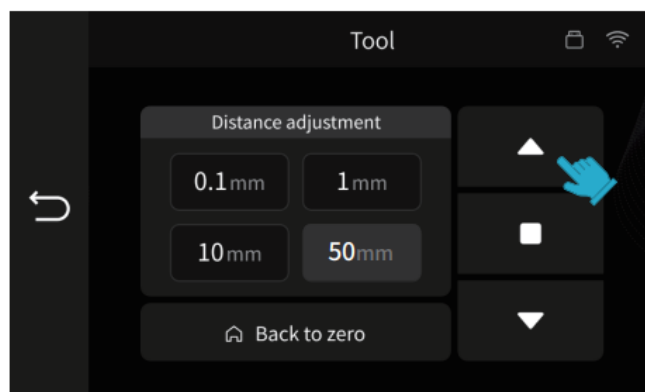 Tool
Distance adjustment
0.1mm 1mm
10mm 50mm
Back to zero